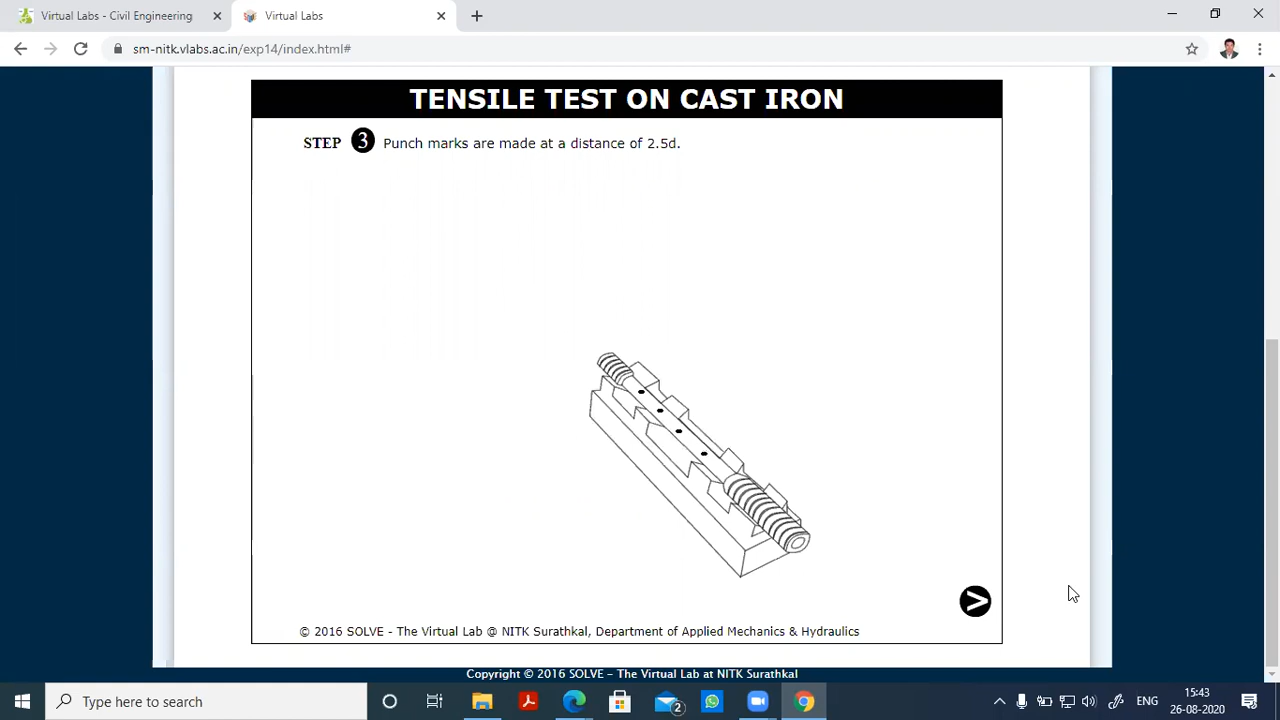 Virtual Labs - Civil Engineering
Virtual Labs
sm-nitk.vlabs.ac.in/exp14/index.html#
TENSILE TEST ON CAST IRON
STEP 3 Punch marks are made at a distance of 2.5d.
>
© 2016 SOLVE - The Virtual Lab @ NITK Surathkal, Department of Applied Mechanics & Hydraulics
Copyright © 2016 SOLVE – The Virtual Lab at NITK Surathkal
Type here to search
2
ENG
15:43
26-08-2020